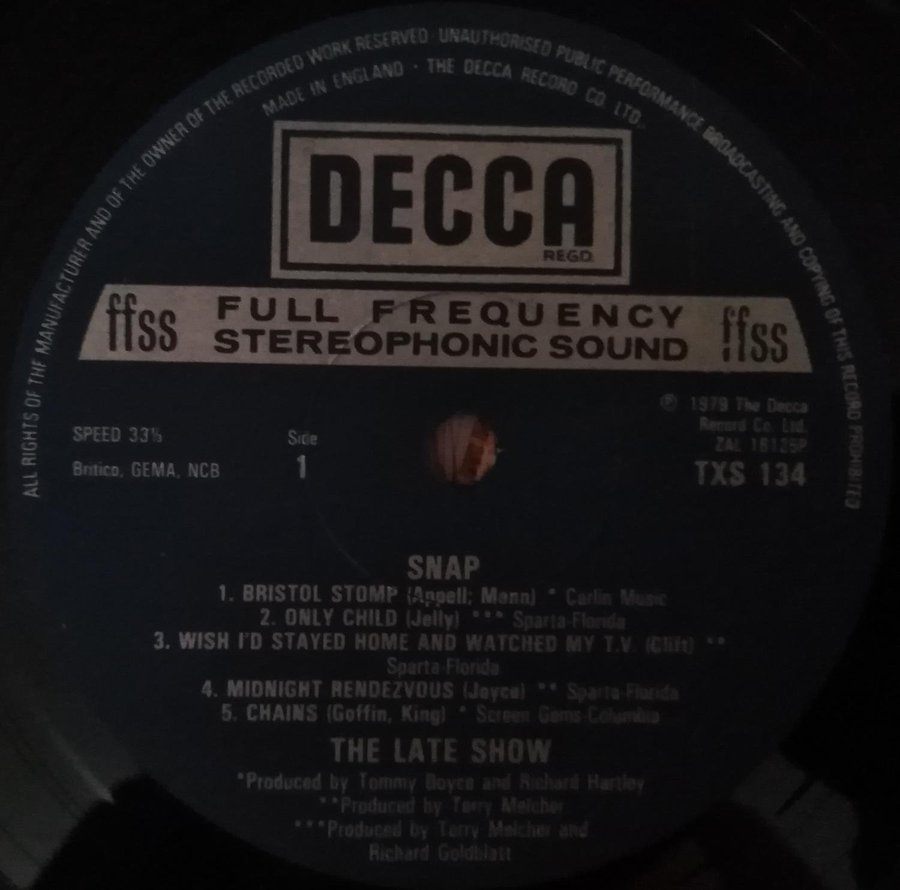 ALL RIGHTS OF THE MANUFACTURER AND OF THE OWNER OF THE RECORDED WORK RESERVED · UNAUTHORISED PUBLIC PERFORMANCE BROADCASTING AND COPYING OF THIS RECORD PROHIBITED
MADE IN ENGLAND · THE DECCA RECORD CO. LTD.
DECCA
REGD.
ffss FULL FREQUENCY ffss
STEREOPHONIC SOUND
℗ 1979 The Decca
Record Co. Ltd.
ZAL 16125P
SPEED 33⅓ Side
Britico, GEMA, NCB 1 TXS 134
SNAP
1. BRISTOL STOMP (Appell; Mann) * Carlin Music
2. ONLY CHILD (Jelly) *** Sparta-Florida
3. WISH I'D STAYED HOME AND WATCHED MY T.V. (Clift) **
Sparta-Florida
4. MIDNIGHT RENDEZVOUS (Joyce) ** Sparta-Florida
5. CHAINS (Goffin, King) * Screen Gems-Columbia
THE LATE SHOW
*Produced by Tommy Boyce and Richard Hartley
**Produced by Terry Melcher
***Produced by Terry Melcher and
Richard Goldblatt